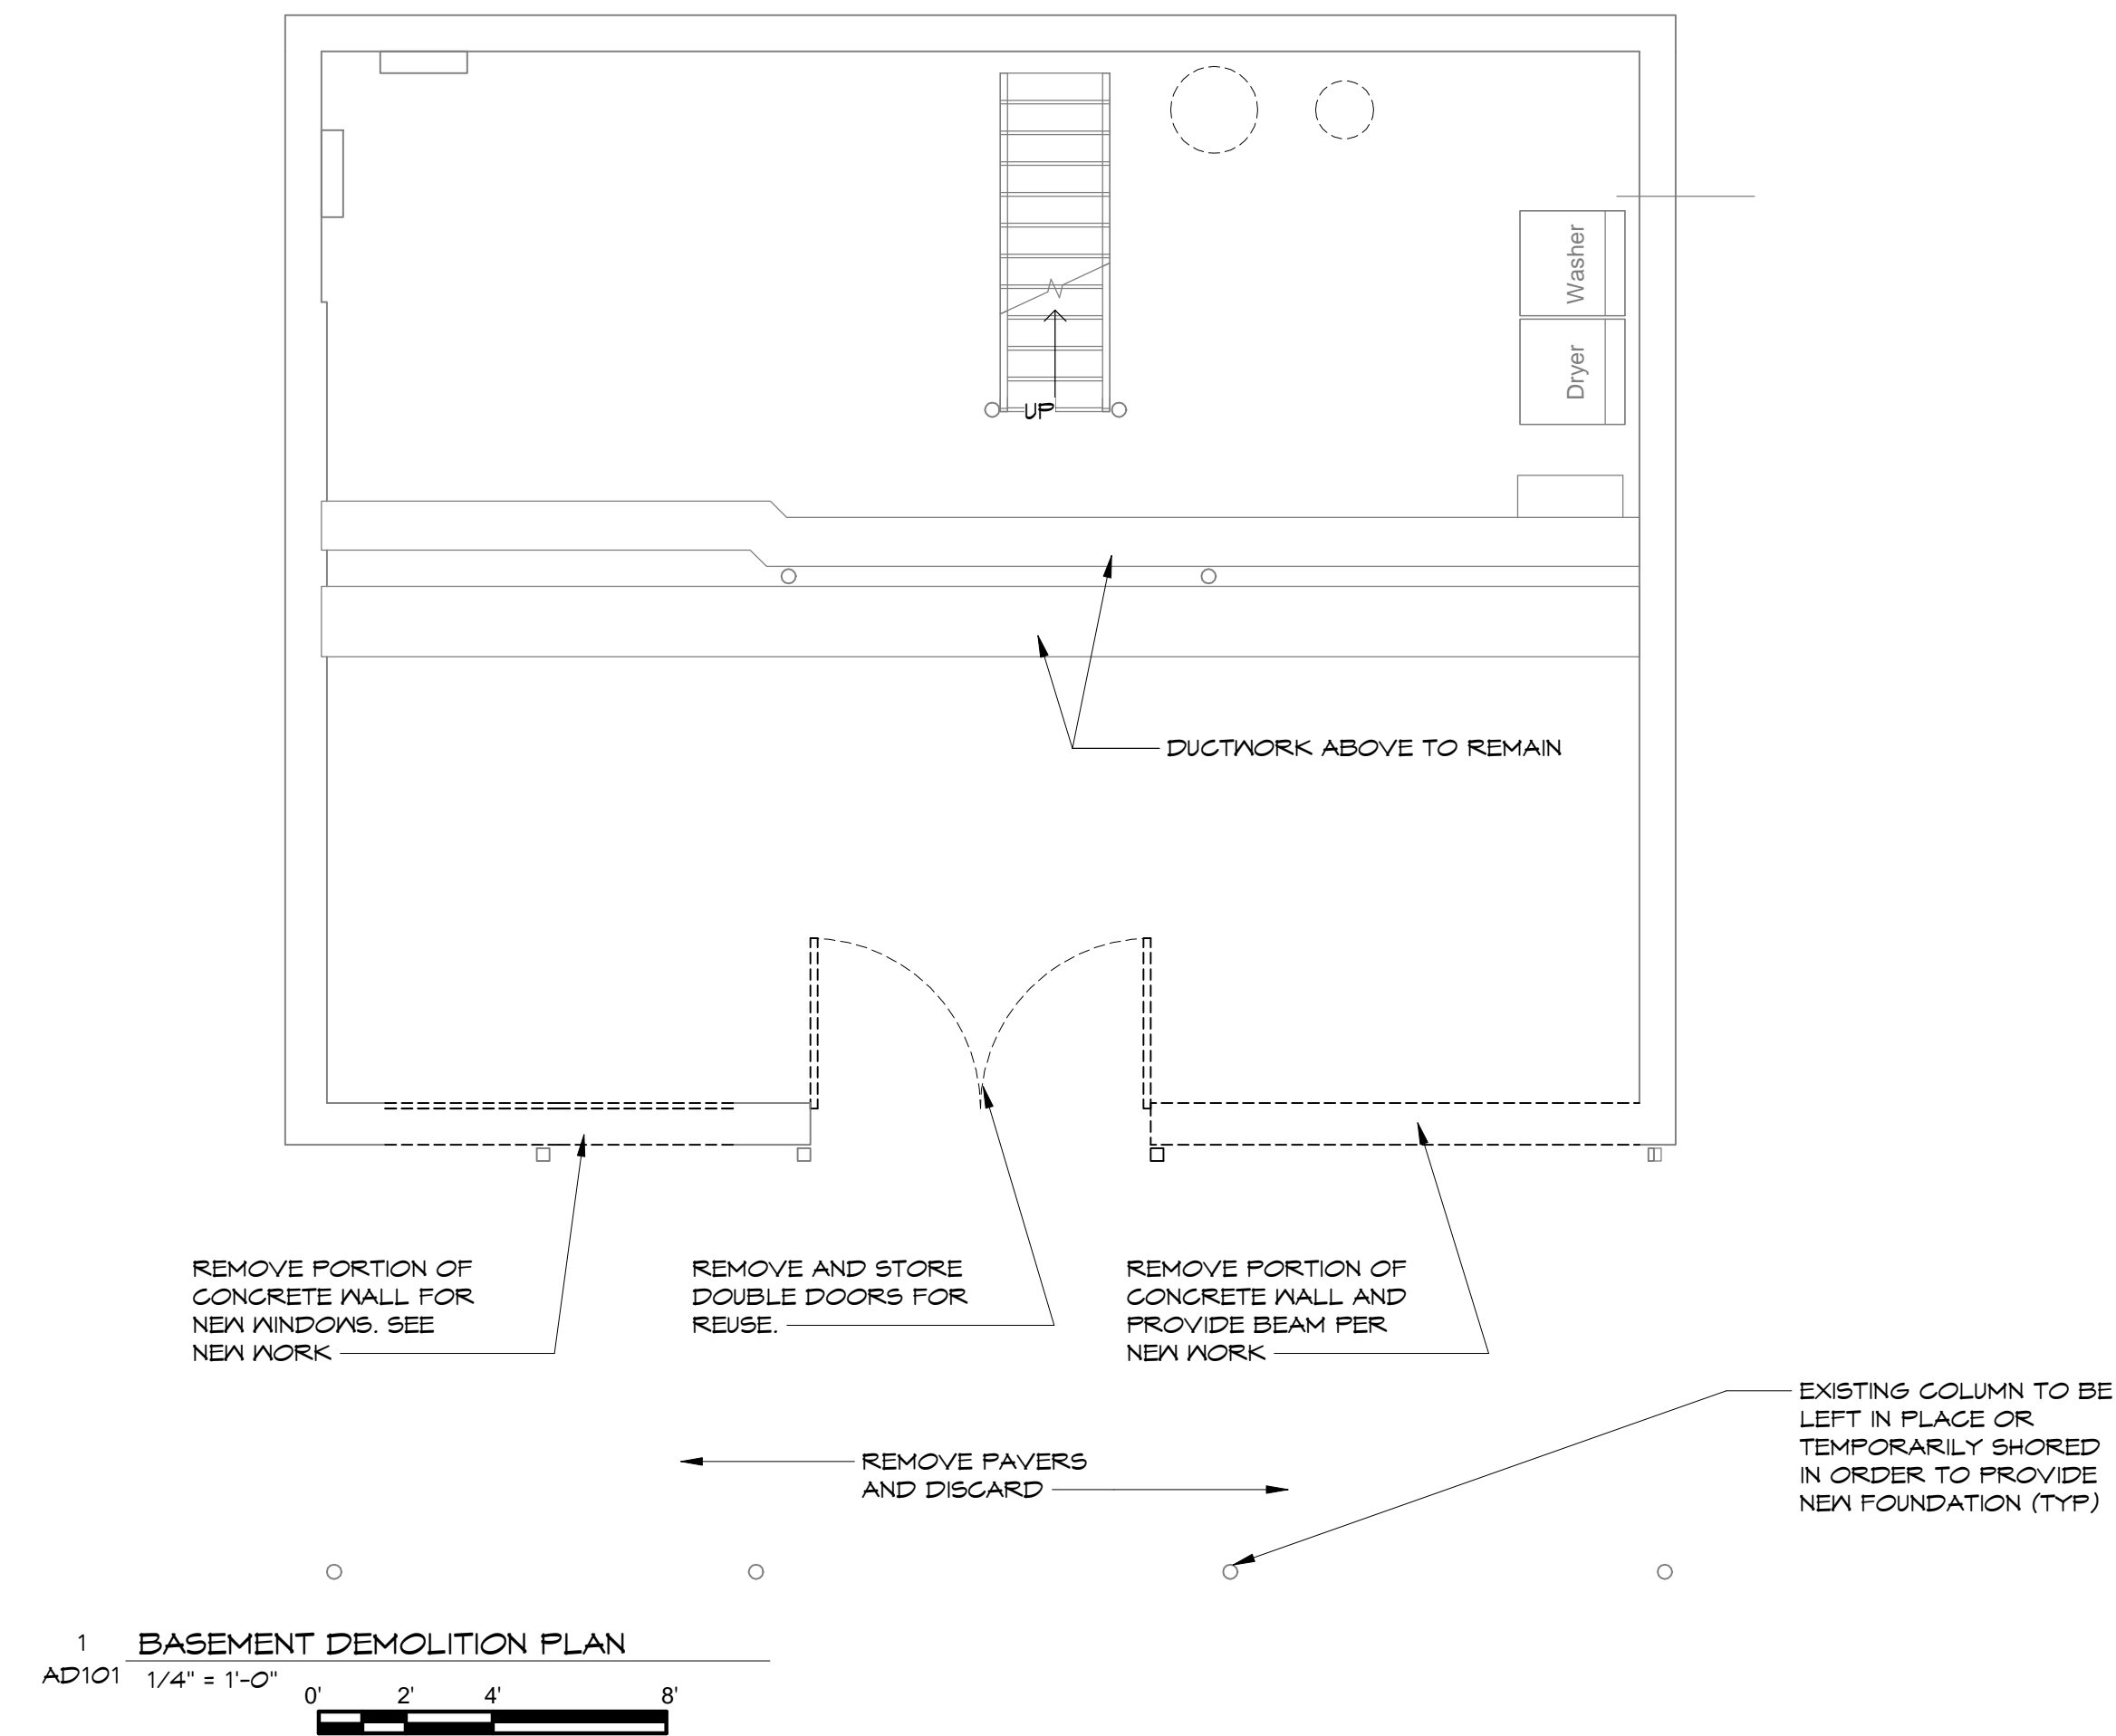 Washer
Dryer
UP
DUCTWORK ABOVE TO REMAIN
REMOVE PORTION OF
CONCRETE WALL FOR
NEW WINDOWS. SEE
NEW WORK
REMOVE AND STORE
DOUBLE DOORS FOR
REUSE.
REMOVE PORTION OF
CONCRETE WALL AND
PROVIDE BEAM PER
NEW WORK
EXISTING COLUMN TO BE
LEFT IN PLACE OR
TEMPORARILY SHORED
IN ORDER TO PROVIDE
NEW FOUNDATION (TYP)
REMOVE PAVERS
AND DISCARD
1
AD101
BASEMENT DEMOLITION PLAN
1/4" = 1'-0"
0' 2' 4' 8'